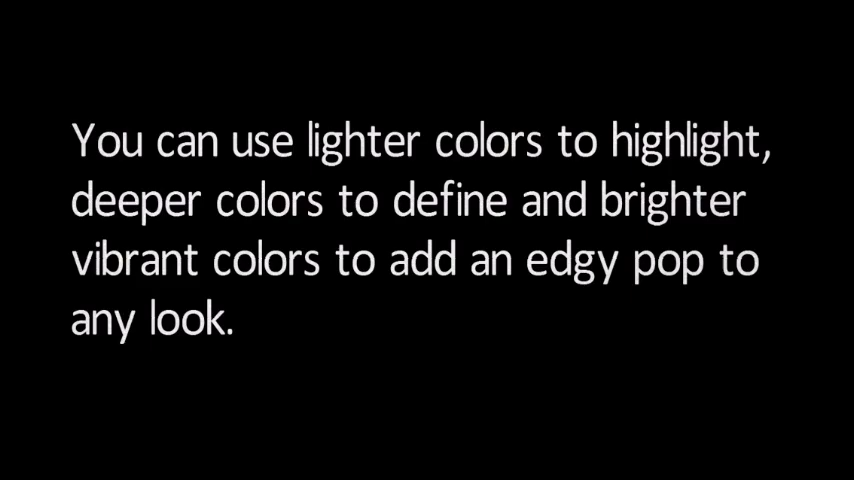 You can use lighter colors to highlight,
deeper colors to define and brighter
vibrant colors to add an edgy pop to
any look.